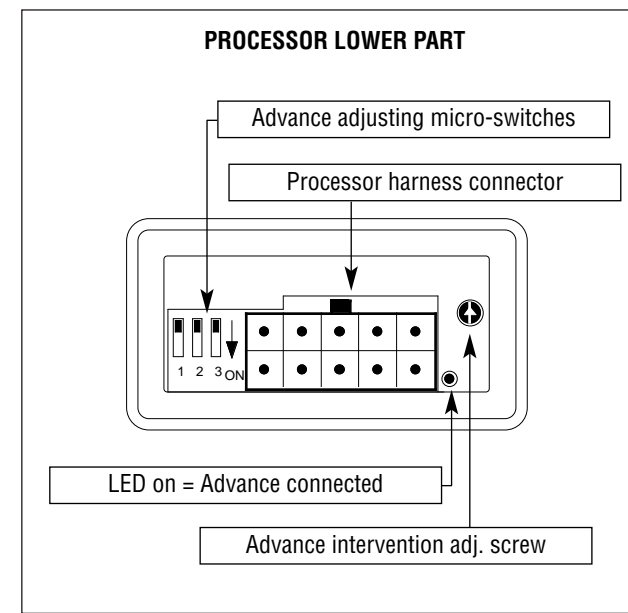 PROCESSOR LOWER PART
Advance adjusting micro-switches
Processor harness connector
1 2 3 ON
LED on = Advance connected
Advance intervention adj. screw